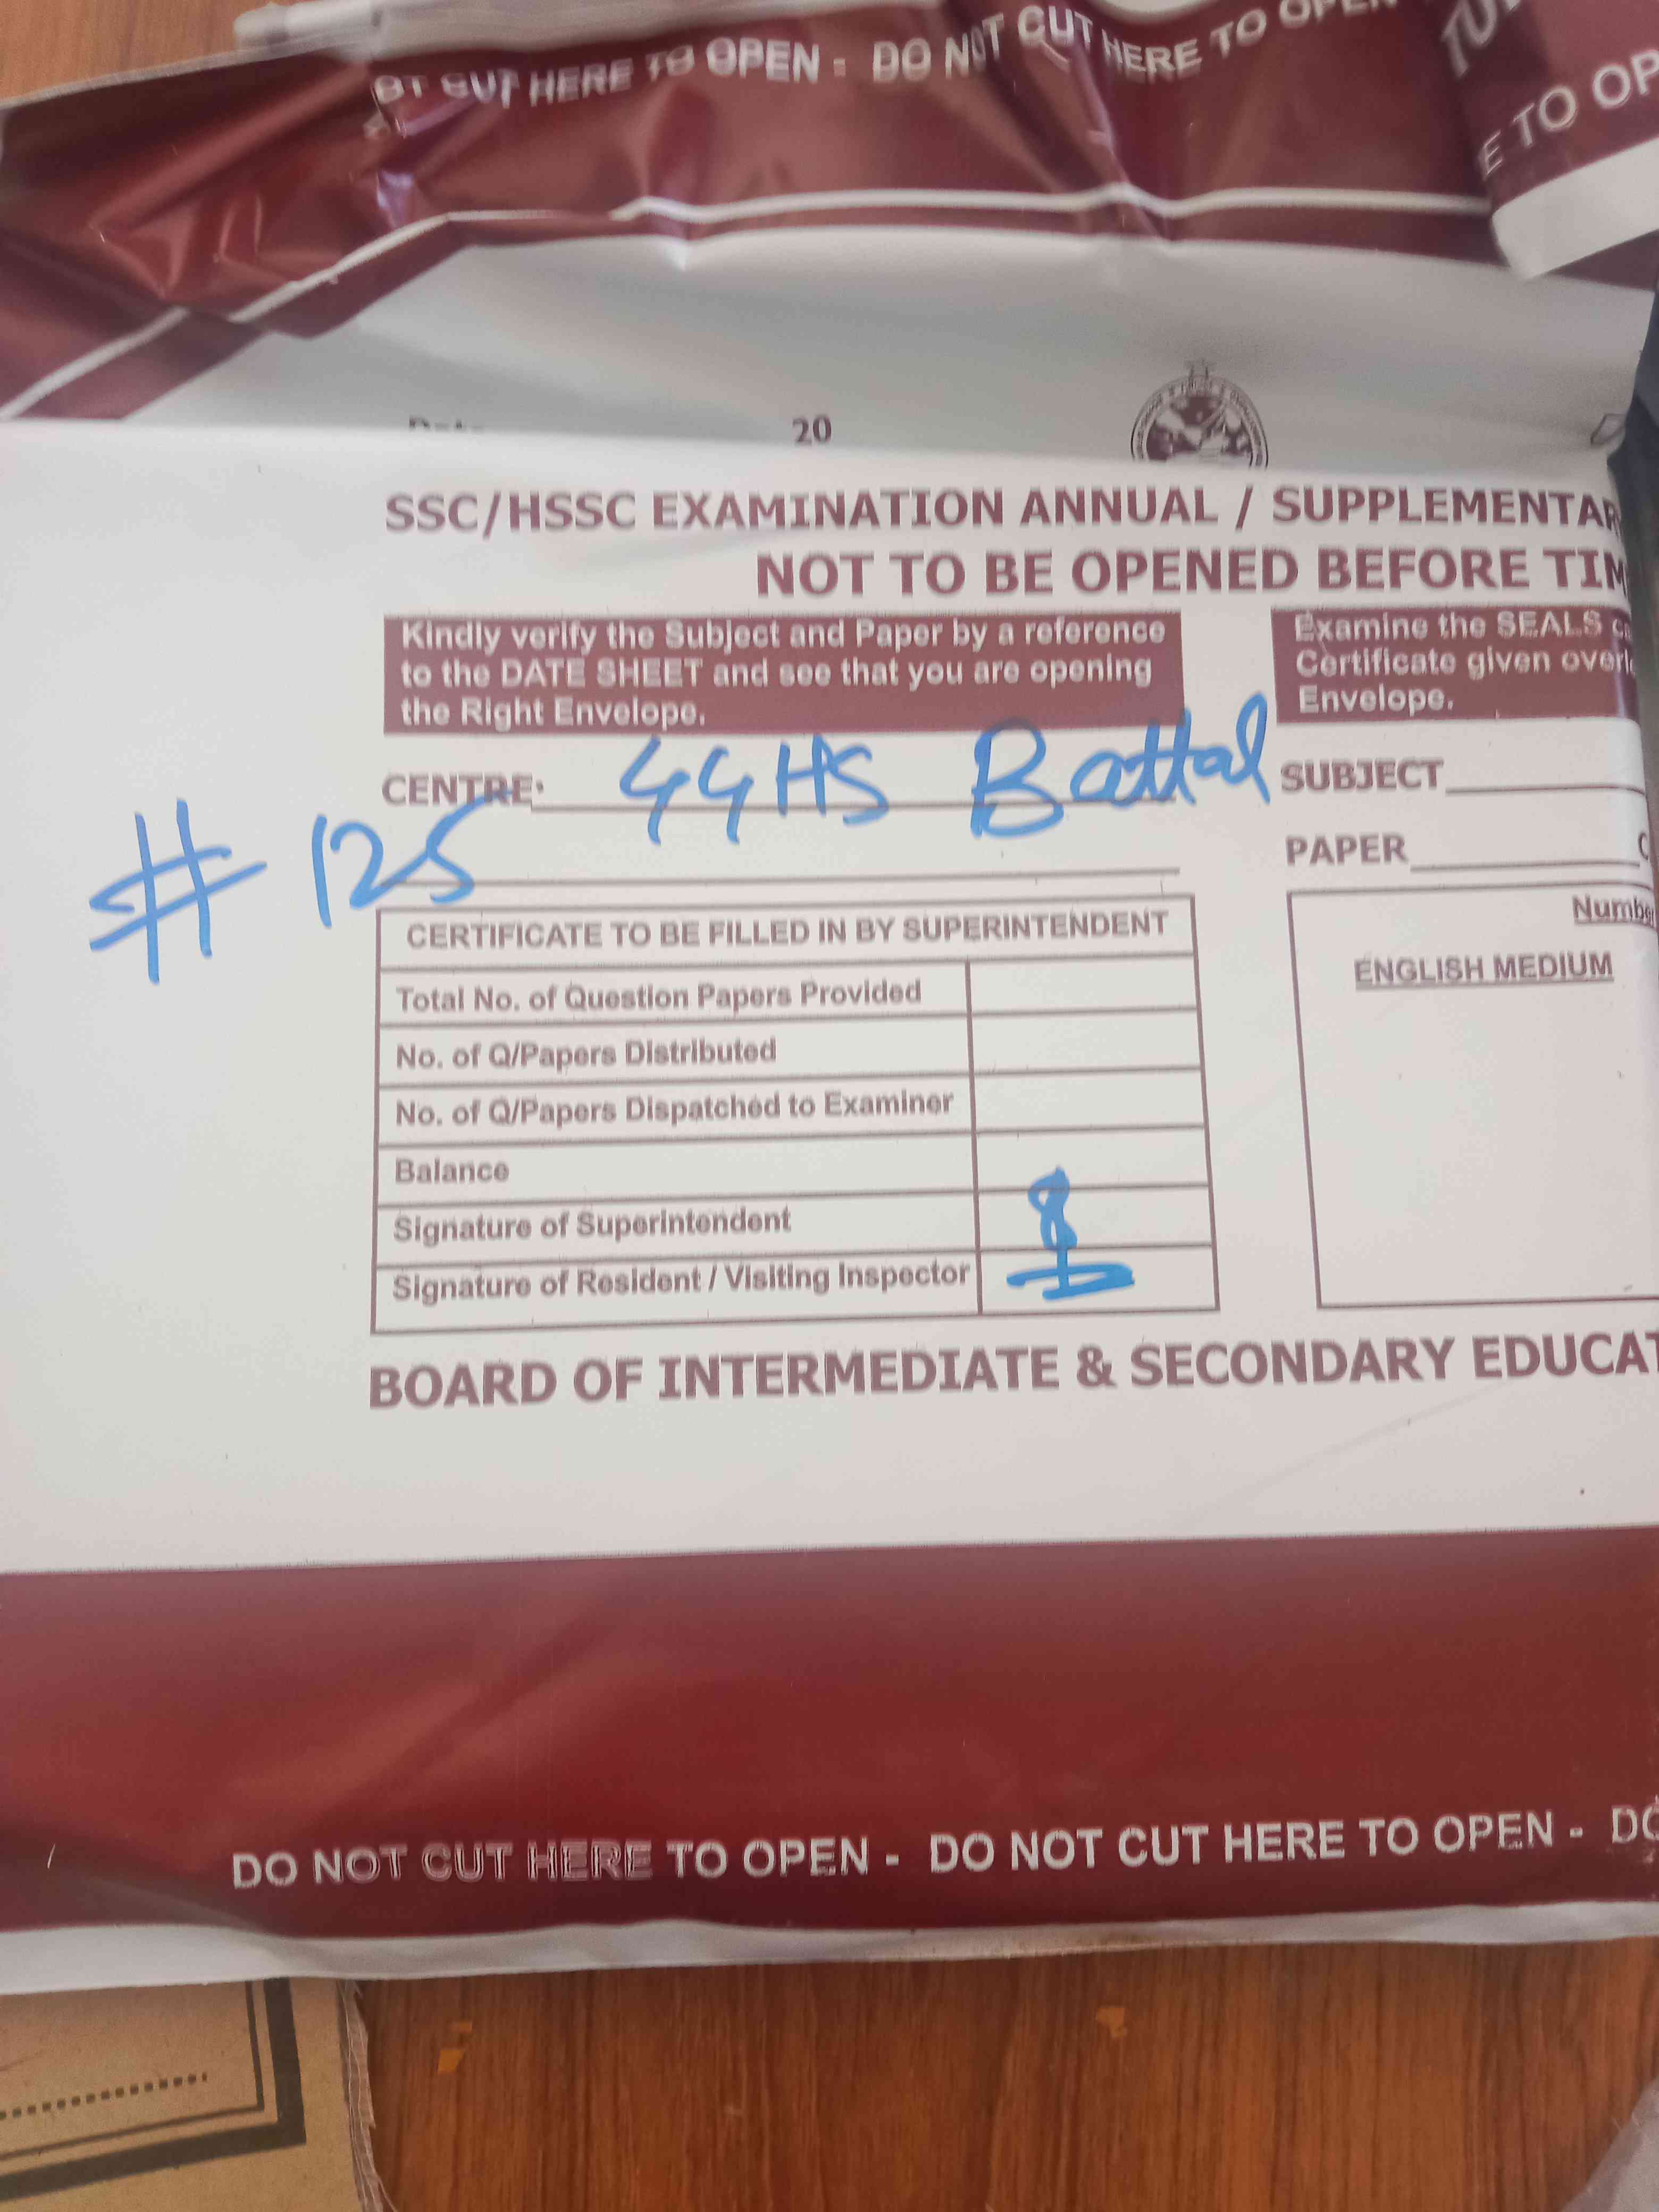 CUT HERE TO OPEN - DO NOT CUT HERE TO OPEN
E TO OP
20
SSC/HSSC EXAMINATION ANNUAL / SUPPLEMENTAR
NOT TO BE OPENED BEFORE TIM
Kindly verify the Subject and Paper by a reference
to the DATE SHEET and see that you are opening
the Right Envelope.
Examine the SEALS
Certificate given overl
Envelope.
CENTRE: GGHS Battal
SUBJECT
# 125
PAPER
CERTIFICATE TO BE FILLED IN BY SUPERINTENDENT
Total No. of Question Papers Provided
No. of Q/Papers Distributed
No. of Q/Papers Dispatched to Examiner
Balance
Signature of Superintendent
Signature of Resident / Visiting Inspector
Numbe
ENGLISH MEDIUM
BOARD OF INTERMEDIATE & SECONDARY EDUCAT
DO NOT CUT HERE TO OPEN - DO NOT CUT HERE TO OPEN - DO